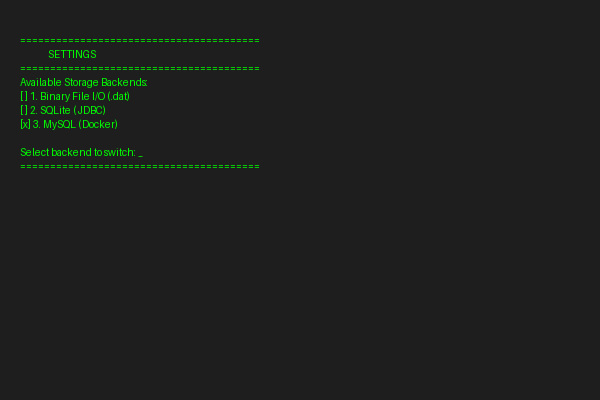 ========================================
SETTINGS
========================================
Available Storage Backends:
[ ] 1. Binary File I/O (.dat)
[ ] 2. SQLite (JDBC)
[x] 3. MySQL (Docker)
Select backend to switch: _
========================================